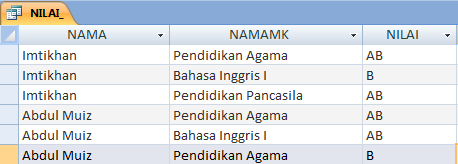 NILAI_
NAMA NAMAMK NILAI
Imtikhan Pendidikan Agama AB
Imtikhan Bahasa Inggris I B
Imtikhan Pendidikan Pancasila AB
Abdul Muiz Pendidikan Agama AB
Abdul Muiz Bahasa Inggris I AB
Abdul Muiz Pendidikan Agama B